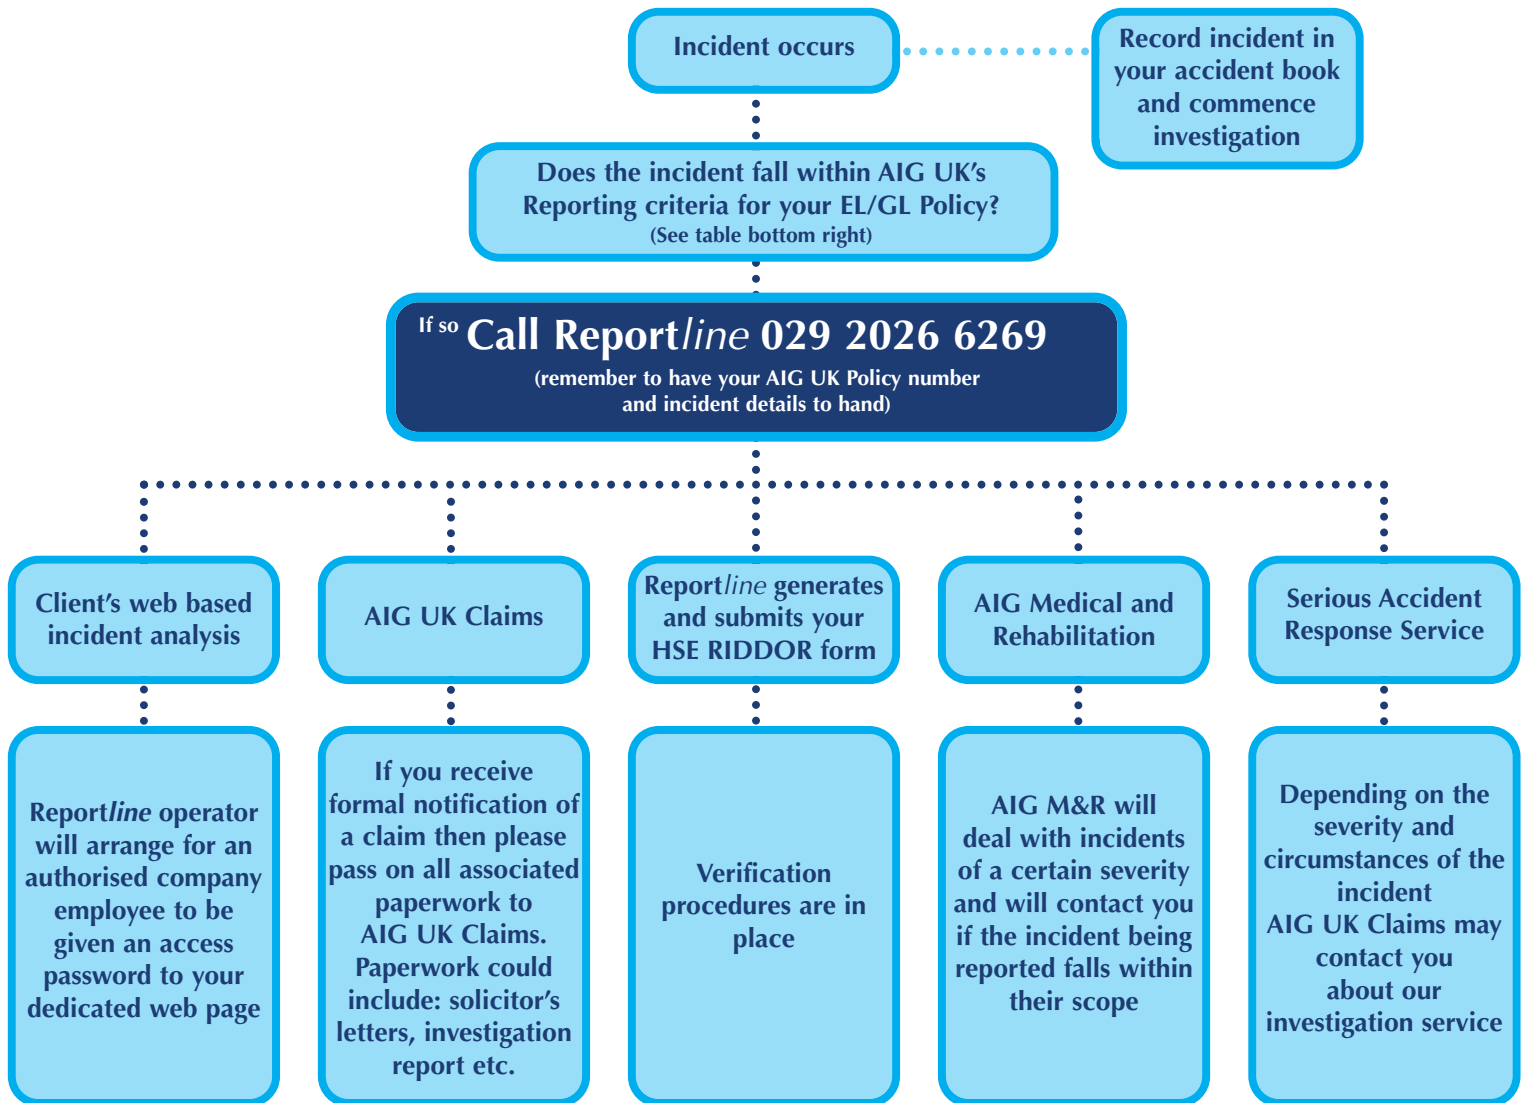 Incident occurs
Record incident in
your accident book
and commence
investigation
Does the incident fall within AIG UK’s
Reporting criteria for your EL/GL Policy?
(See table bottom right)
If so Call Reportline 029 2026 6269
(remember to have your AIG UK Policy number
and incident details to hand)
Client’s web based
incident analysis
AIG UK Claims
Reportline generates
and submits your
HSE RIDDOR form
AIG Medical and
Rehabilitation
Serious Accident
Response Service
Reportline operator
will arrange for an
authorised company
employee to be
given an access
password to your
dedicated web page
If you receive
formal notification of
a claim then please
pass on all associated
paperwork to
AIG UK Claims.
Paperwork could
include: solicitor’s
letters, investigation
report etc.
Verification
procedures are in
place
AIG M&R will
deal with incidents
of a certain severity
and will contact you
if the incident being
reported falls within
their scope
Depending on the
severity and
circumstances of the
incident
AIG UK Claims may
contact you
about our
investigation service